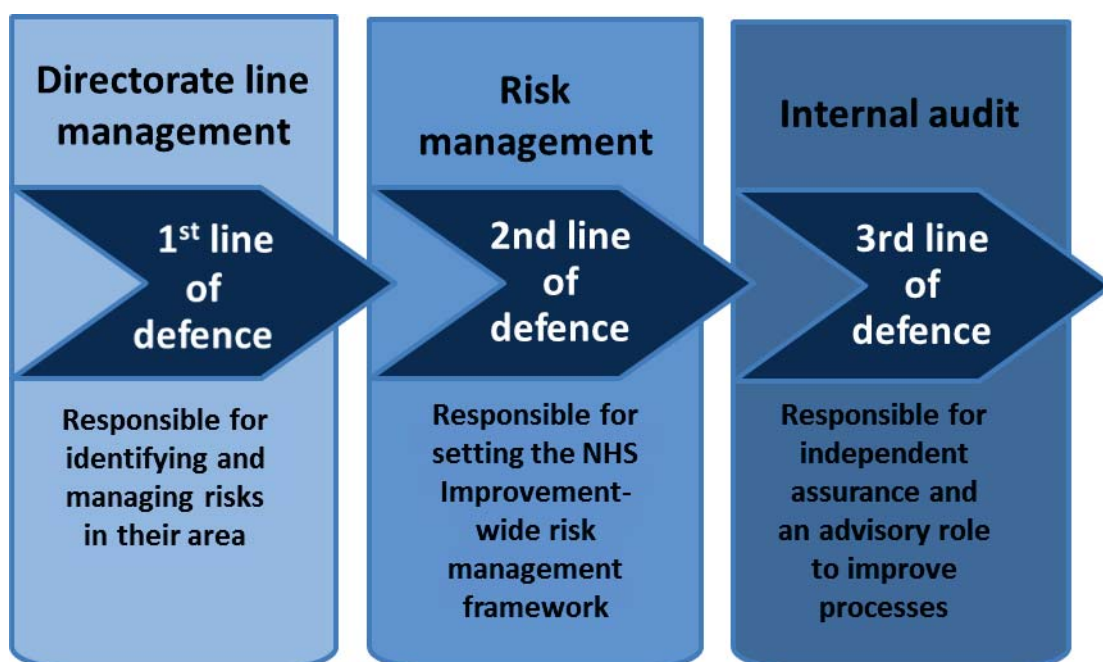 Directorate line
management
1st line
of
defence
Responsible for
identifying and
managing risks
in their area
Risk
management
2nd line
of
defence
Responsible for
setting the NHS
Improvement-
wide risk
management
framework
Internal audit
3rd line
of
defence
Responsible for
independent
assurance and
an advisory role
to improve
processes